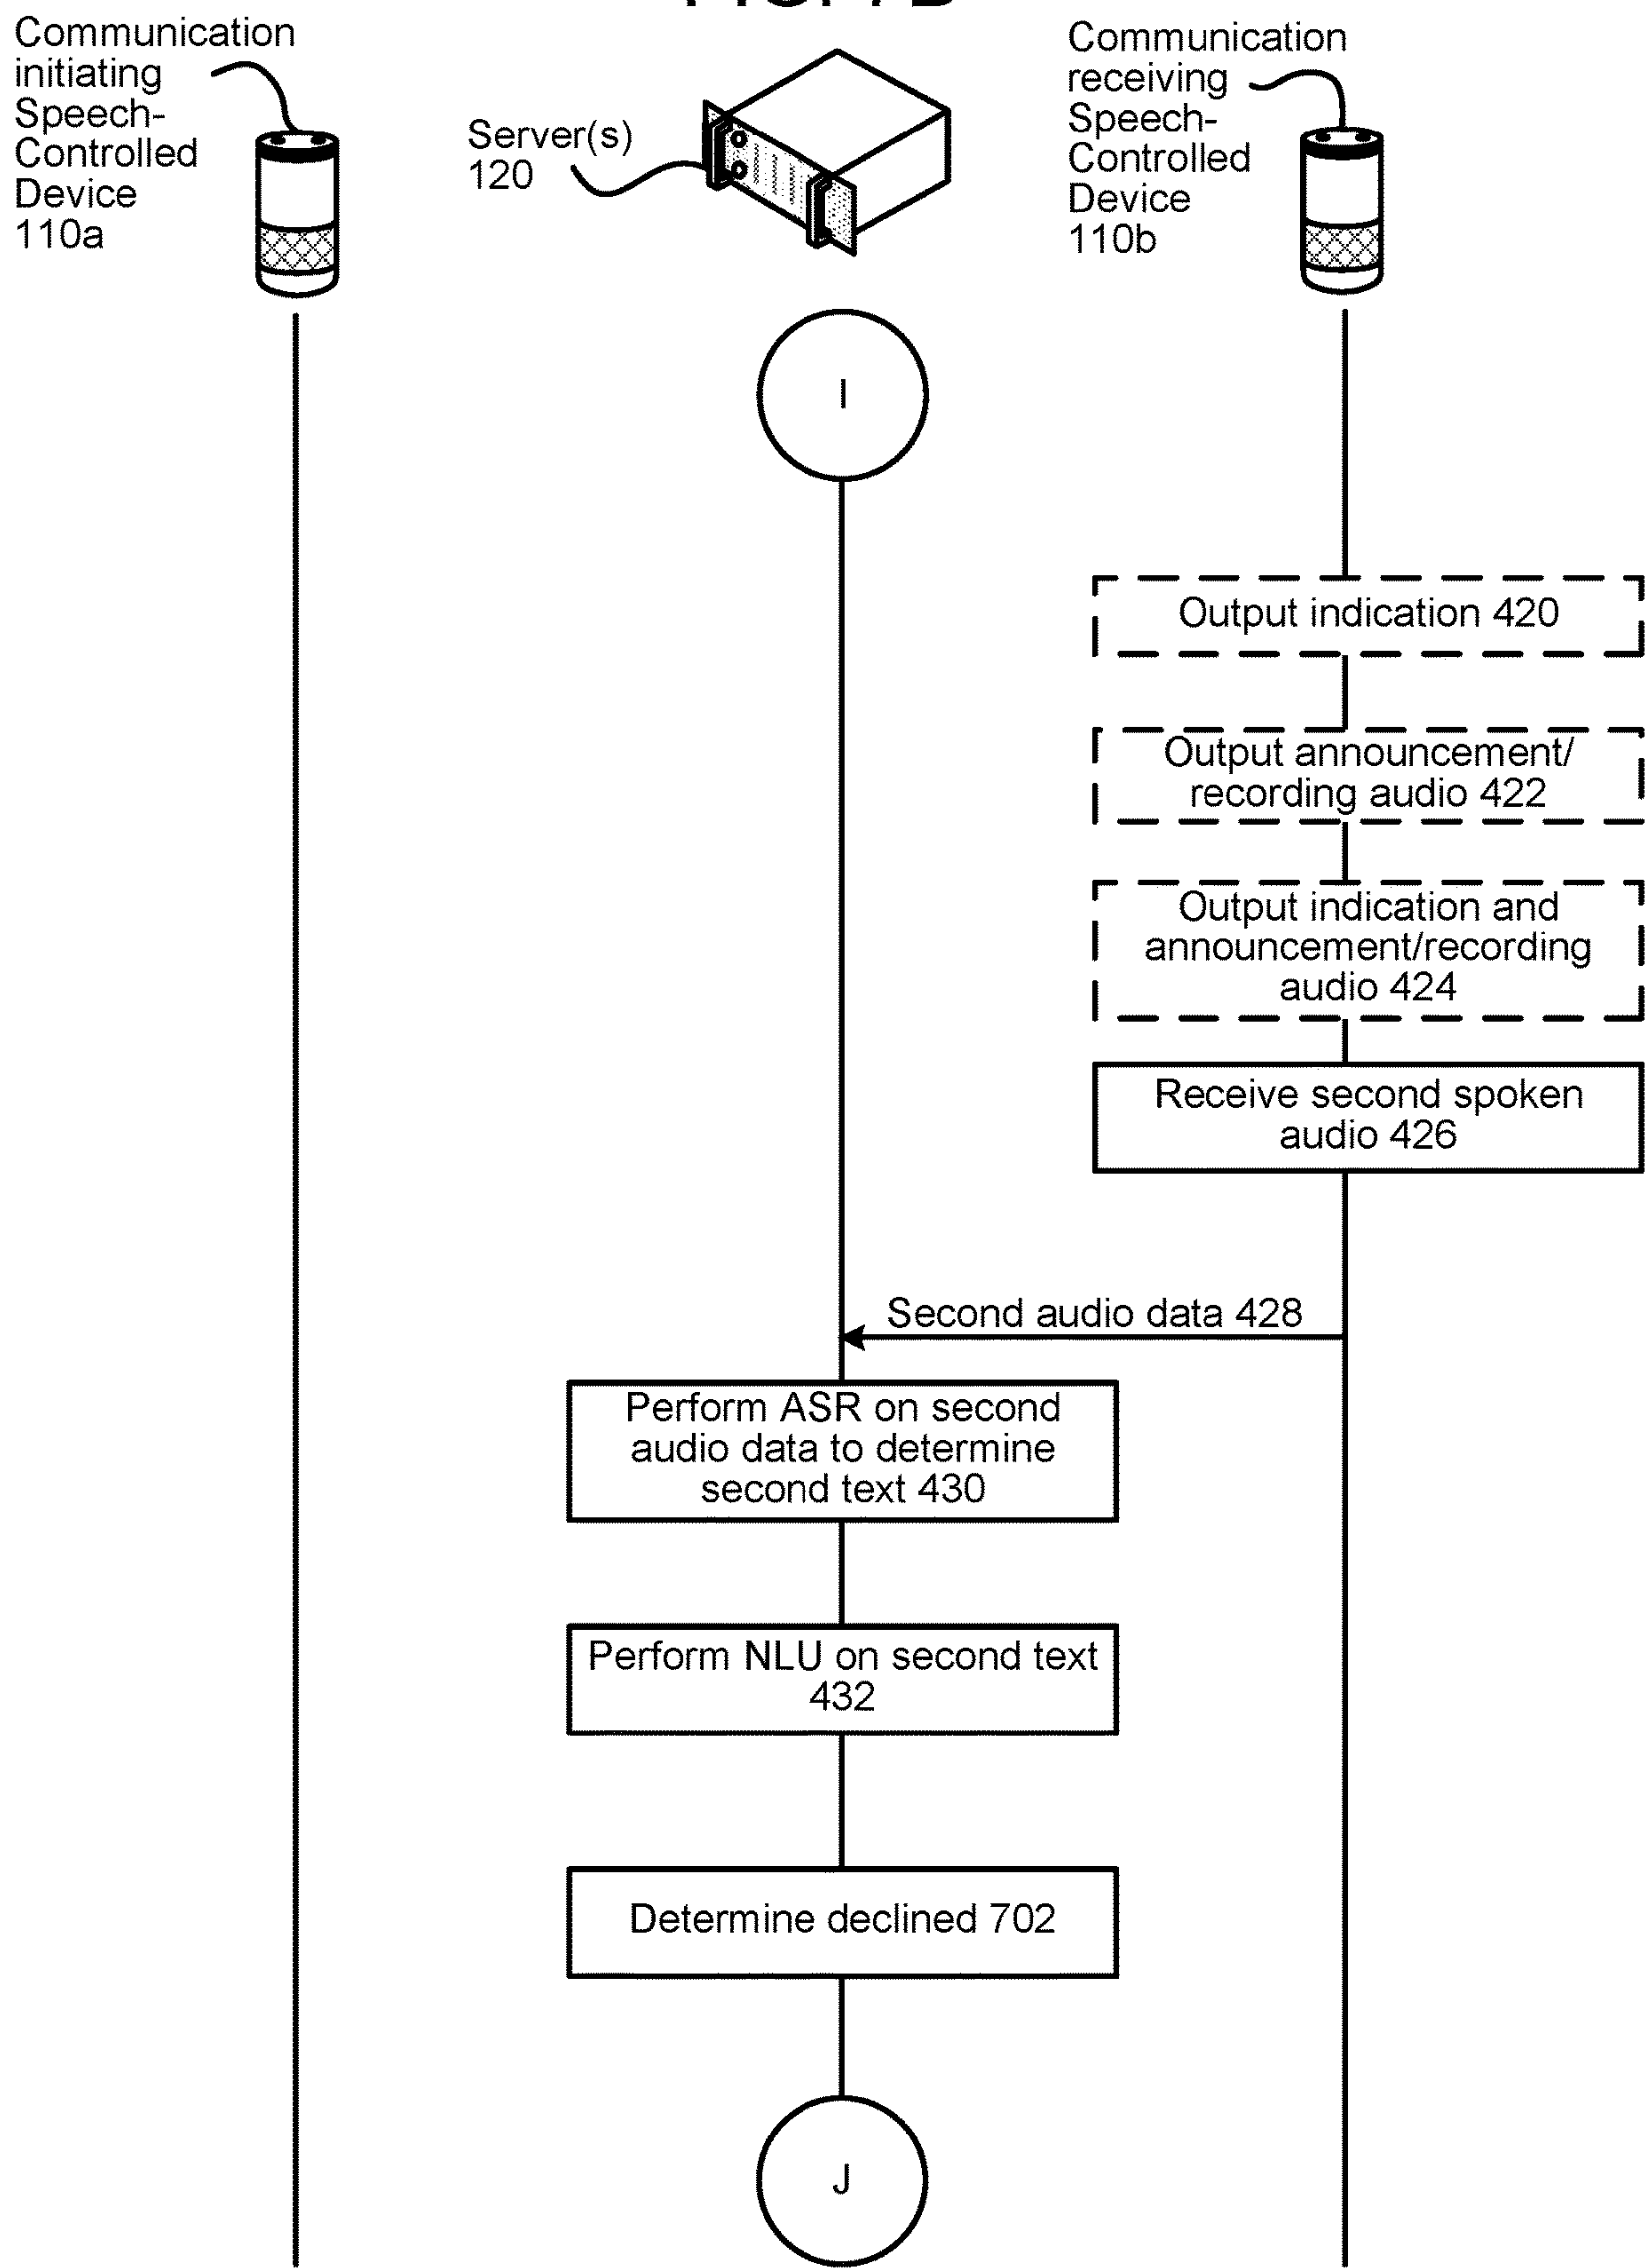 FIG. 7B
Communication
initiating
Speech-
Controlled
Device
110a
Server(s)
120
Communication
receiving
Speech-
Controlled
Device
110b
I
Output indication 420
Output announcement/
recording audio 422
Output indication and
announcement/recording
audio 424
Receive second spoken
audio 426
Second audio data 428
Perform ASR on second
audio data to determine
second text 430
Perform NLU on second text
432
Determine declined 702
J